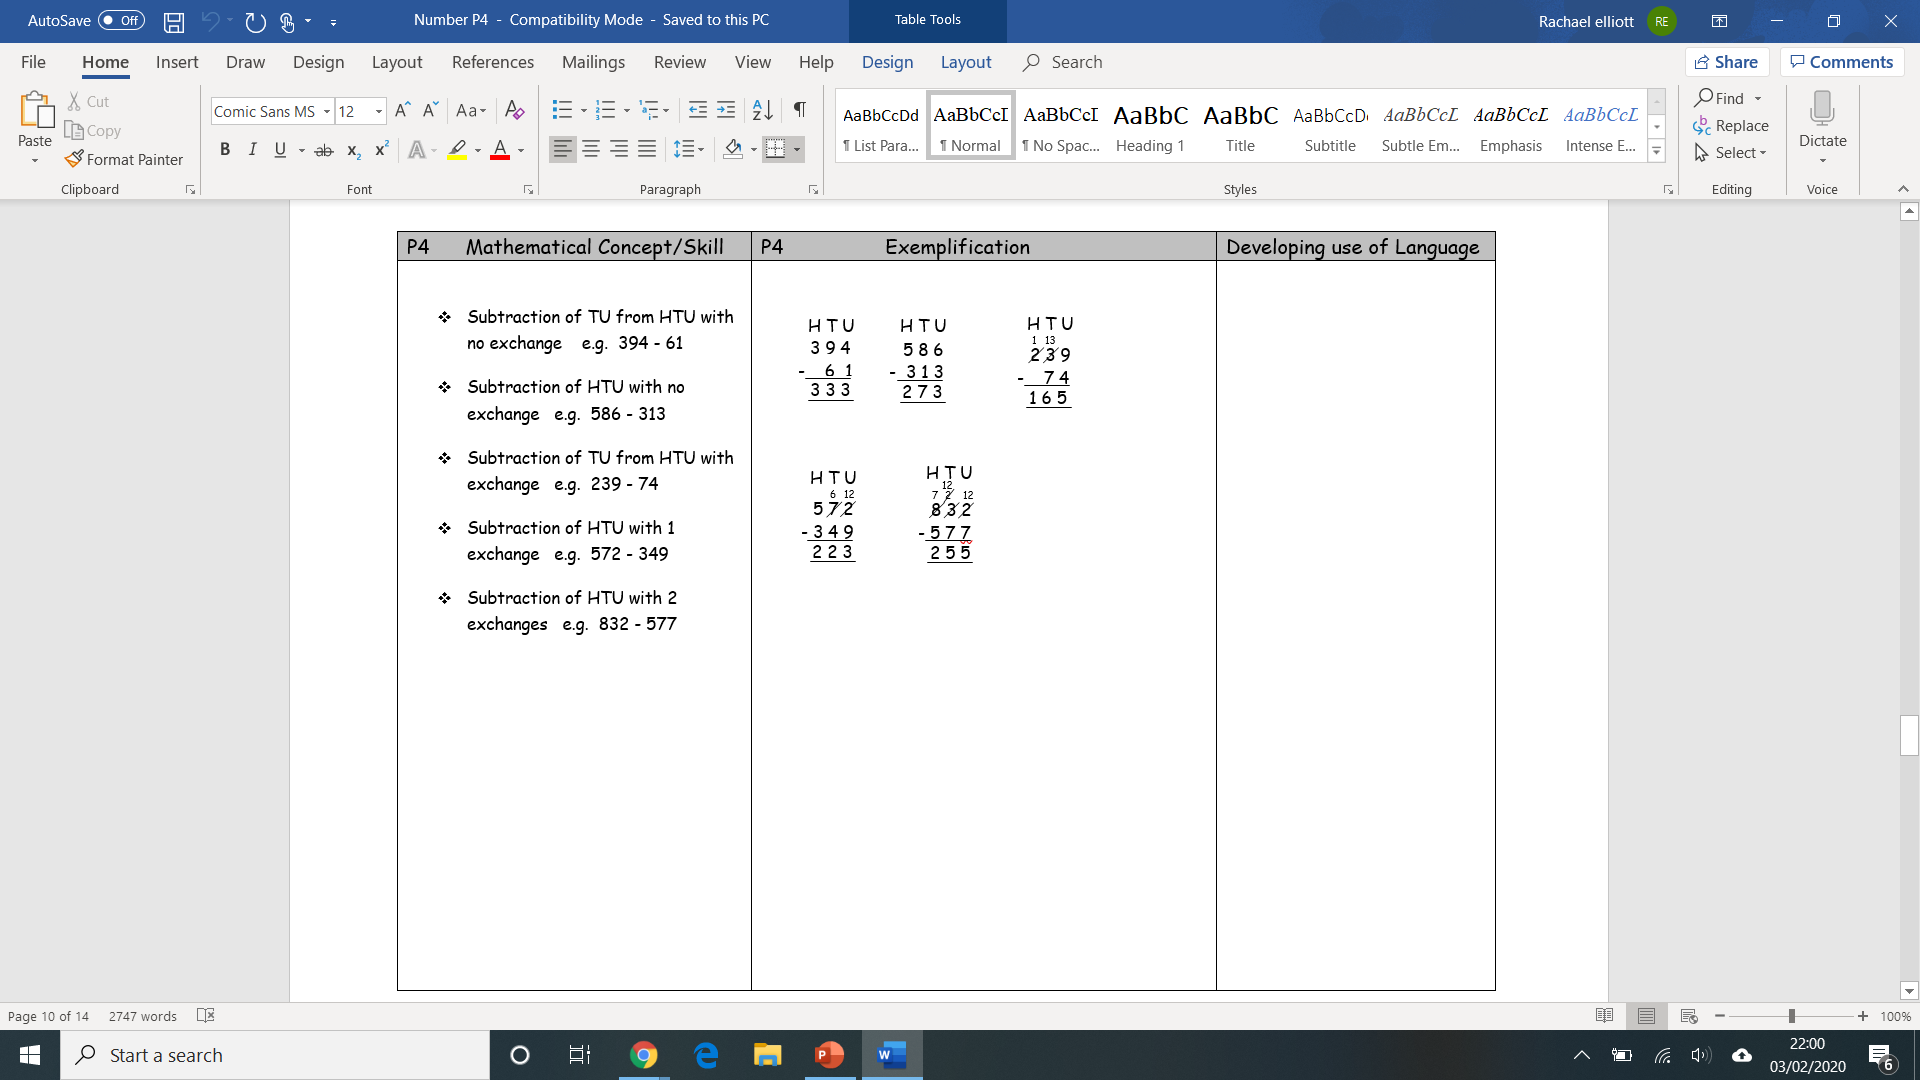 AutoSave Off Number P4 - Compatibility Mode - Saved to this PC Table Tools Rachael elliott RE
File Home Insert Draw Design Layout References Mailings Review View Help Design Layout Search Share Comments
Paste Cut Copy Format Painter
Clipboard
Comic Sans MS 12
Font
Paragraph
AaBbCcDd AaBbCcI AaBbCcI AaBbC AaBbC AaBbCcD AaBbCcL AaBbCcL AaBbCcL
¶ List Para... ¶ Normal ¶ No Spac... Heading 1 Title Subtitle Subtle Em... Emphasis Intense E...
Styles
Find
Replace
Select
Editing
Dictate
Voice
P4 Mathematical Concept/Skill
❖ Subtraction of TU from HTU with
no exchange e.g. 394 - 61
❖ Subtraction of HTU with no
exchange e.g. 586 - 313
❖ Subtraction of TU from HTU with
exchange e.g. 239 - 74
❖ Subtraction of HTU with 1
exchange e.g. 572 - 349
❖ Subtraction of HTU with 2
exchanges e.g. 832 - 577
P4 Exemplification
H T U
3 9 4
- 6 1
3 3 3
H T U
5 8 6
- 3 1 3
2 7 3
H T U
1 13
2 3 9
- 7 4
1 6 5
H T U
6 12
5 7 2
- 3 4 9
2 2 3
H T U
12
7 2 12
8 3 2
- 5 7 7
2 5 5
Developing use of Language
Page 10 of 14 2747 words 100%
Start a search
22:00
03/02/2020
6